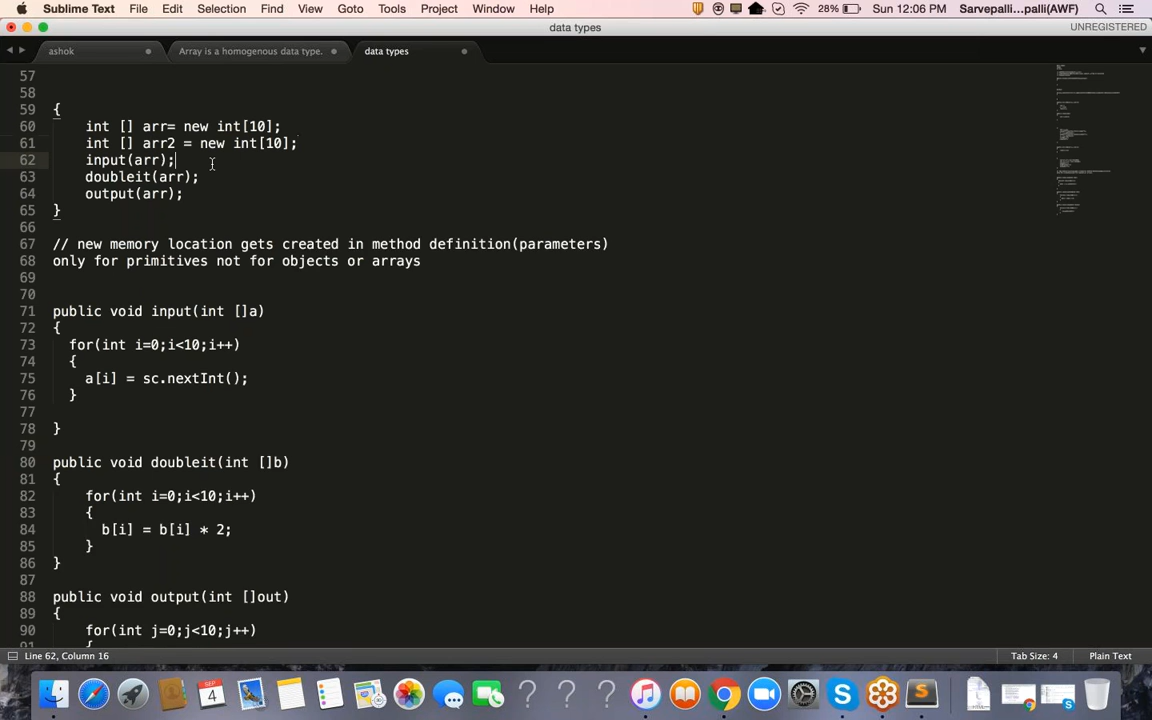 Sublime Text File Edit Selection Find View Goto Tools Project Window Help 28% Sun 12:06 PM Sarvepalli...palli(AWF)
data types UNREGISTERED
ashok Array is a homogenous data type. data types
57
58
59 {
60 int [] arr= new int[10];
61 int [] arr2 = new int[10];
62 input(arr);
63 doubleit(arr);
64 output(arr);
65 }
66
67 // new memory location gets created in method definition(parameters)
68 only for primitives not for objects or arrays
69
70
71 public void input(int []a)
72 {
73 for(int i=0;i<10;i++)
74 {
75 a[i] = sc.nextInt();
76 }
77
78 }
79
80 public void doubleit(int []b)
81 {
82 for(int i=0;i<10;i++)
83 {
84 b[i] = b[i] * 2;
85 }
86 }
87
88 public void output(int []out)
89 {
90 for(int j=0;j<10;j++)
91 {
Line 62, Column 16 Tab Size: 4 Plain Text
SEP
4